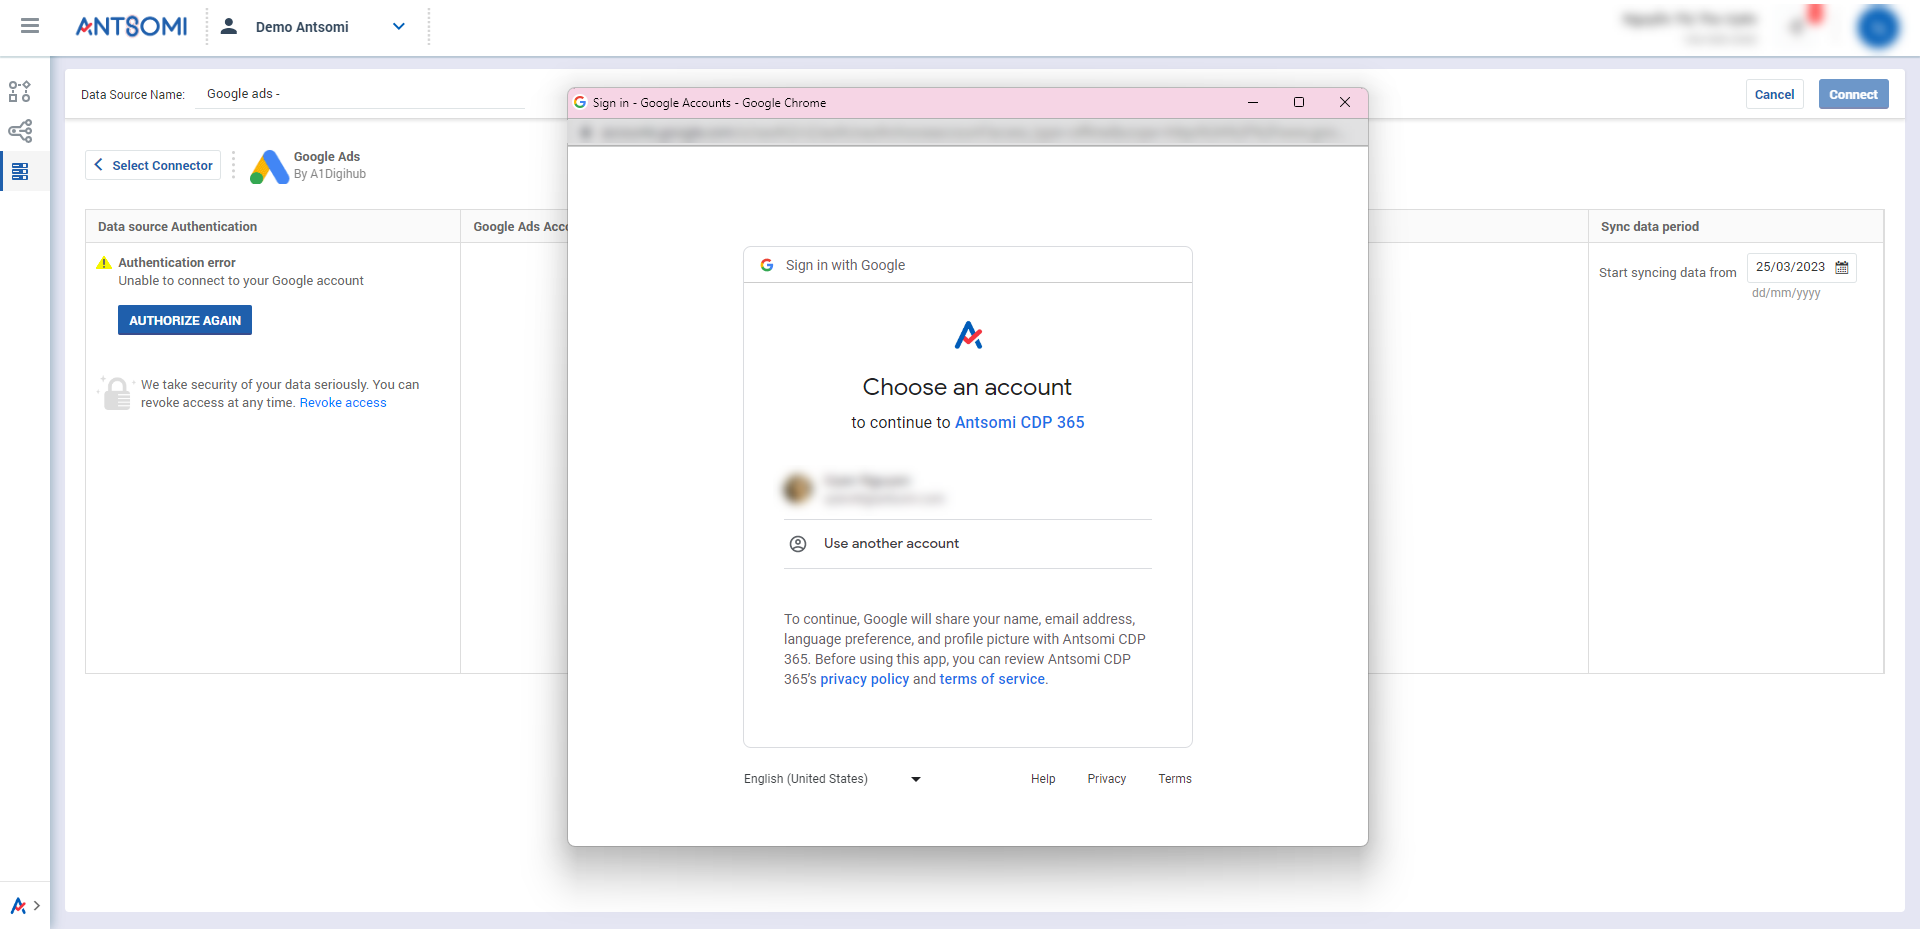 ANTSOMI
Demo Antsomi
Data Source Name:
Google ads -
Cancel
Connect
Select Connector
Google Ads
By A1Digihub
Data source Authentication
Google Ads Acco
Sync data period
Authentication error
Unable to connect to your Google account
AUTHORIZE AGAIN
We take security of your data seriously. You can
revoke access at any time. Revoke access
Start syncing data from
25/03/2023
dd/mm/yyyy
Sign in - Google Accounts - Google Chrome
Sign in with Google
Choose an account
to continue to Antsomi CDP 365
Use another account
To continue, Google will share your name, email address,
language preference, and profile picture with Antsomi CDP
365. Before using this app, you can review Antsomi CDP
365’s privacy policy and terms of service.
English (United States)
Help
Privacy
Terms